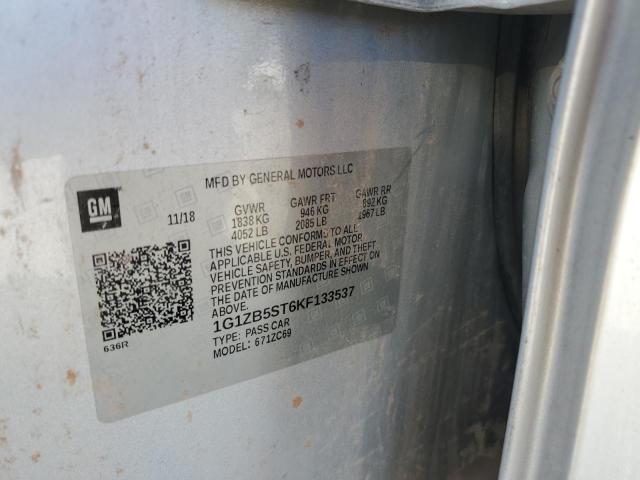 MFD BY GENERAL MOTORS LLC
GM
11/18
GVWR GAWR FRT GAWR RR
1838 KG 946 KG 892 KG
4052 LB 2085 LB 1967 LB
THIS VEHICLE CONFORMS TO ALL
APPLICABLE U.S. FEDERAL MOTOR
VEHICLE SAFETY, BUMPER, AND THEFT
PREVENTION STANDARDS IN EFFECT ON
THE DATE OF MANUFACTURE SHOWN
ABOVE.
1G1ZB5ST6KF133537
TYPE: PASS CAR
MODEL: 671ZC69
636R